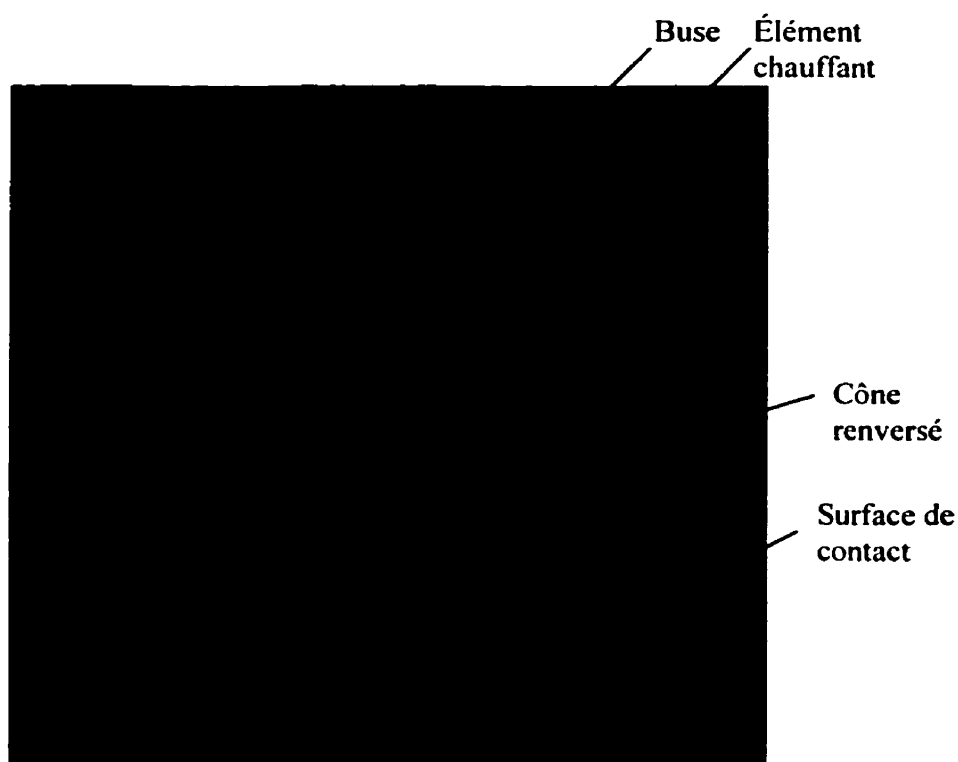 Buse
Élément
chauffant
Cône
renversé
Surface de
contact